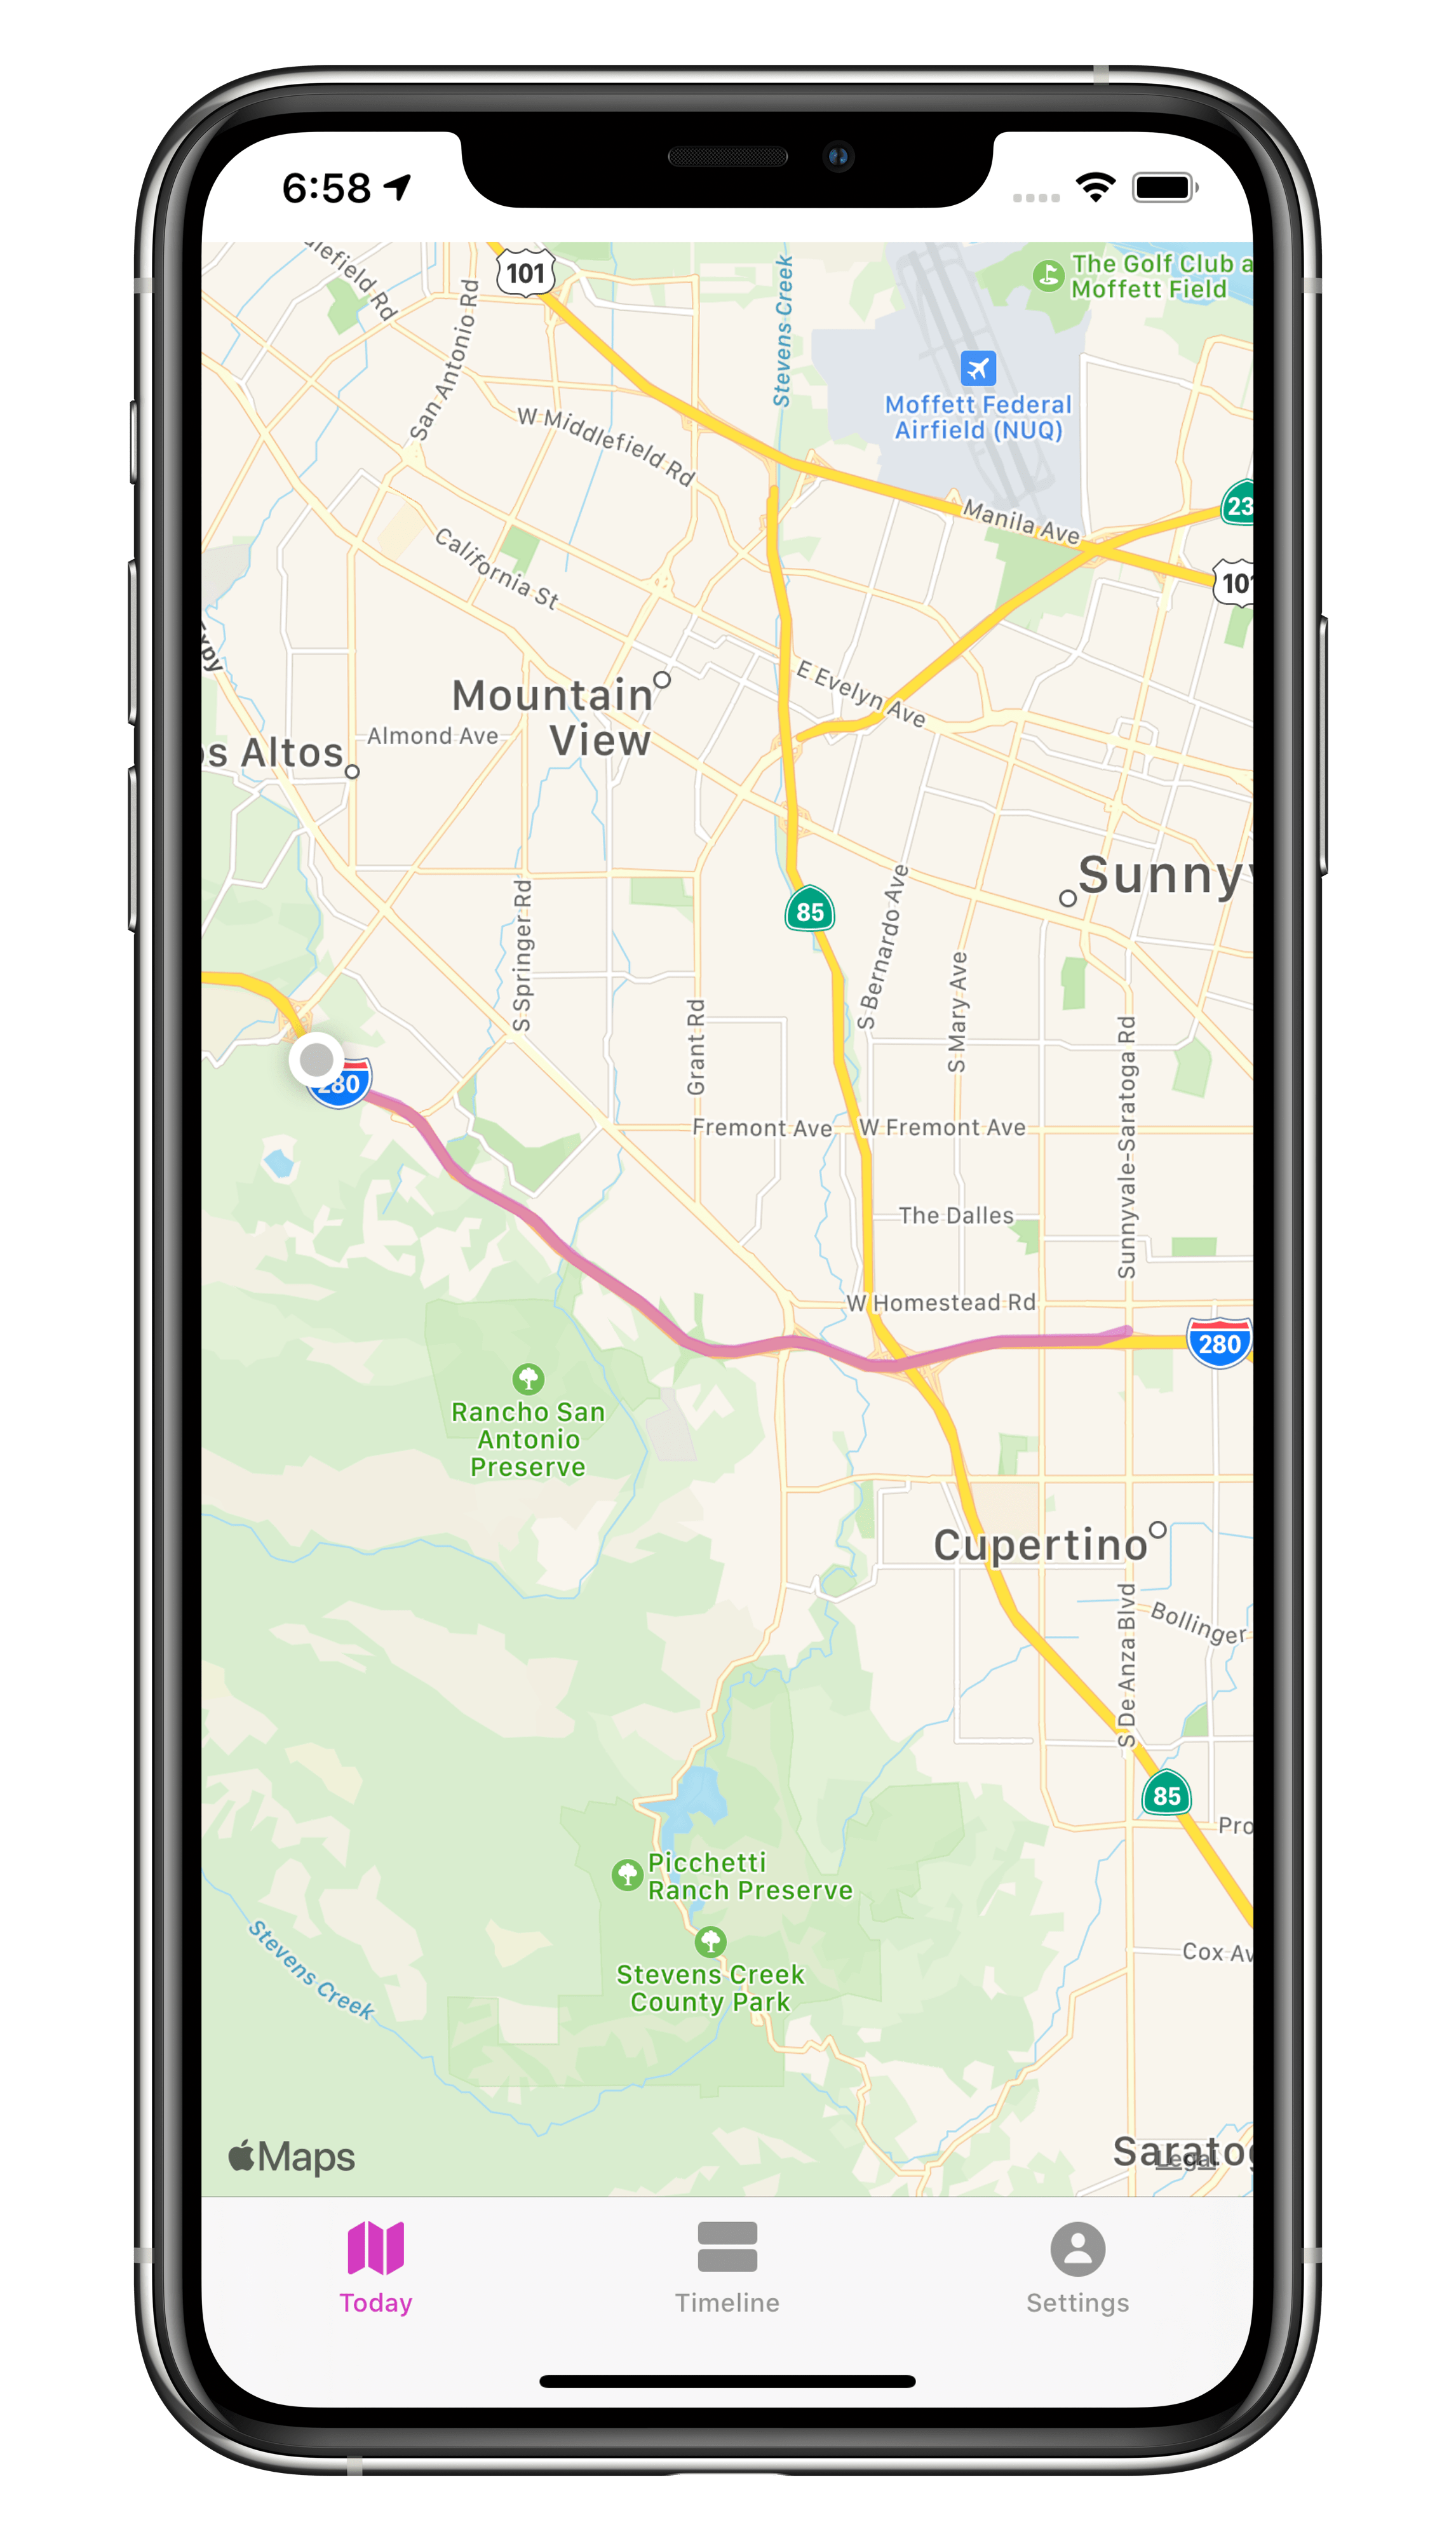 6:58
dlefield Rd
101
Stevens Creek
The Golf Club a
Moffett Field
San Antonio Rd
Moffett Federal
Airfield (NUQ)
W Middlefield Rd
23
Manila Ave
California St
101
Expy
Mountain
View
E Evelyn Ave
Almond Ave
os Altos
Sunnyv
85
S Springer Rd
S Bernardo Ave
S Mary Ave
Grant Rd
Sunnyvale-Saratoga Rd
280
Fremont Ave
W Fremont Ave
The Dalles
W Homestead Rd
280
Rancho San
Antonio
Preserve
Cupertino
S De Anza Blvd
Bollinger
85
Pro
Picchetti
Ranch Preserve
Stevens Creek
Stevens Creek
County Park
Cox Av
Maps
Saratog
Legal
Today
Timeline
Settings